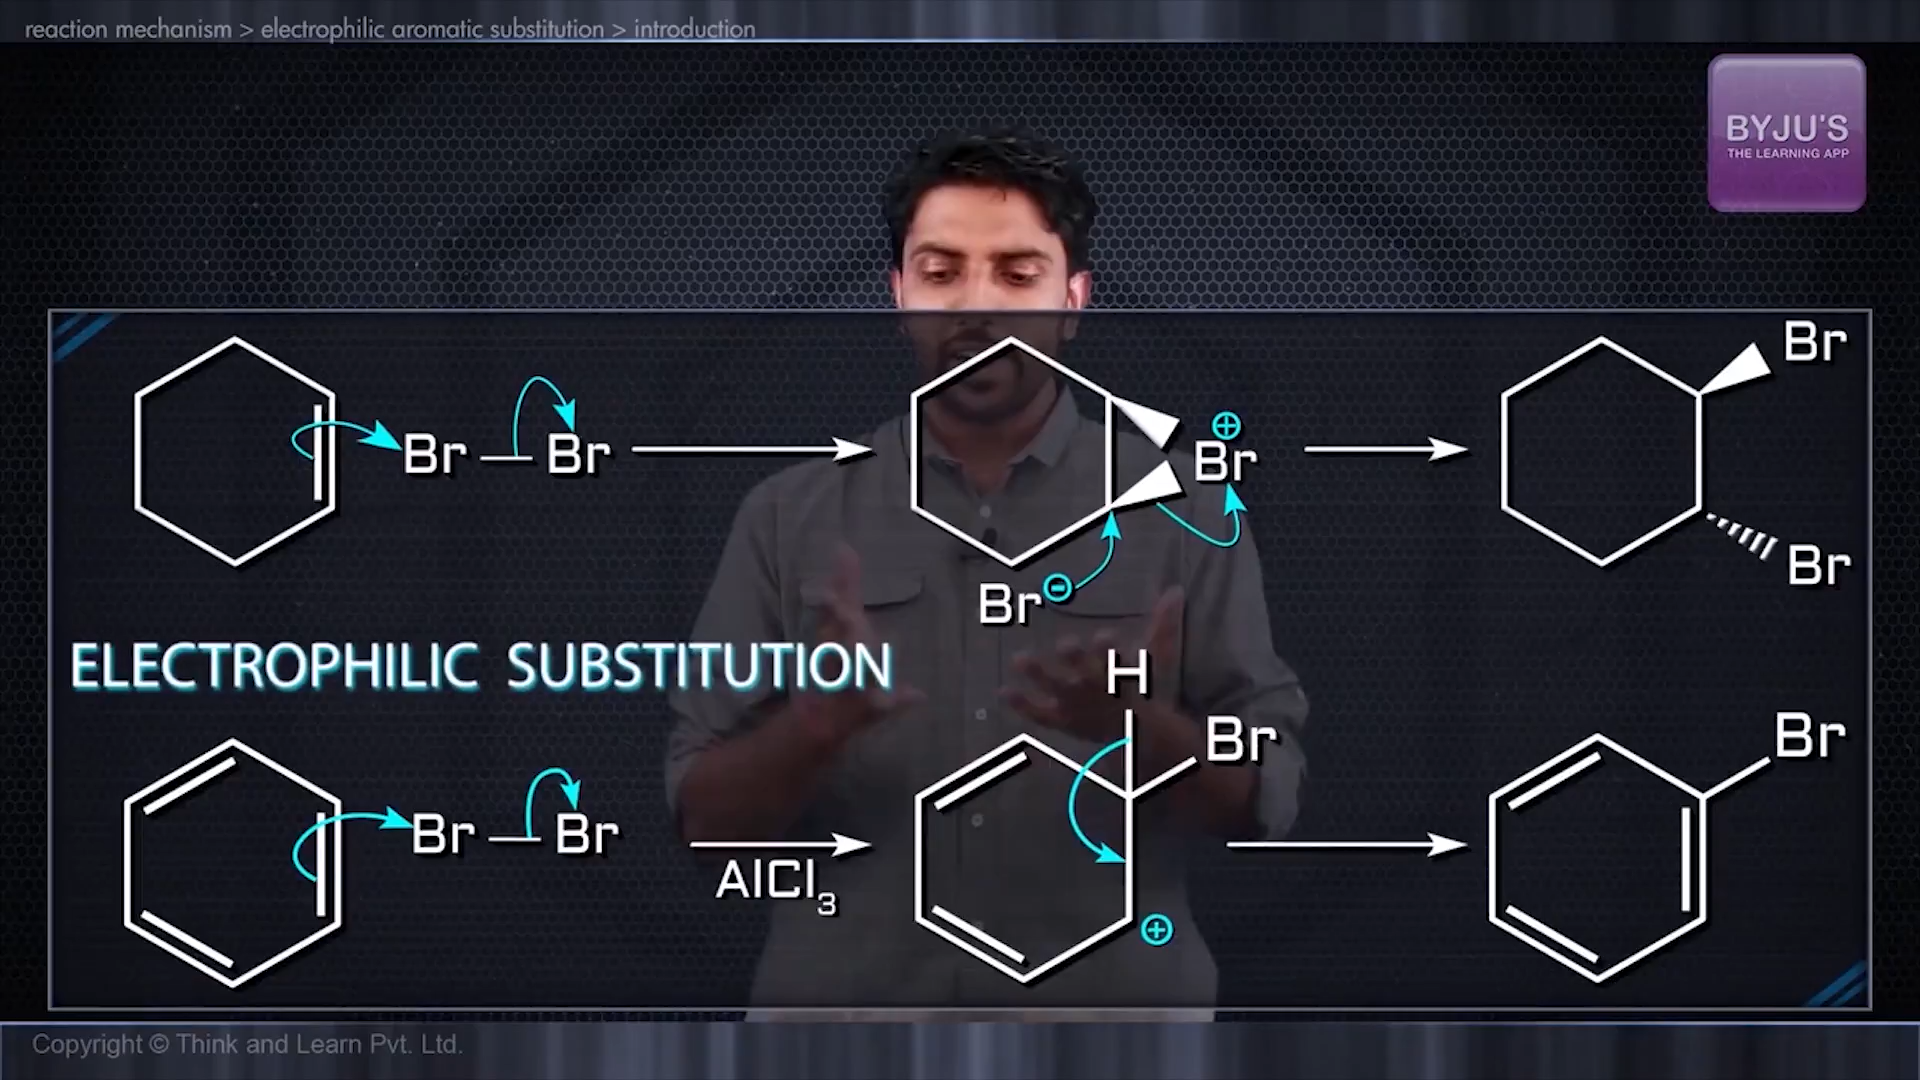 reaction mechanism > electrophilic aromatic substitution > introduction
BYJU'S
THE LEARNING APP
Br
⊕
Br — Br
Br
Br⊖
Br
ELECTROPHILIC SUBSTITUTION
H
Br
Br
Br — Br
AlCl₃
⊕
Copyright © Think and Learn Pvt. Ltd.